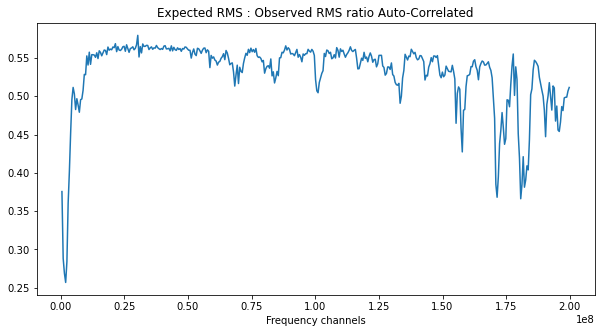 Expected RMS : Observed RMS ratio Auto-Correlated
0.55
0.50
0.45
0.40
0.35
0.30
0.25
0.00 0.25 0.50 0.75 1.00 1.25 1.50 1.75 2.00
1e8
Frequency channels